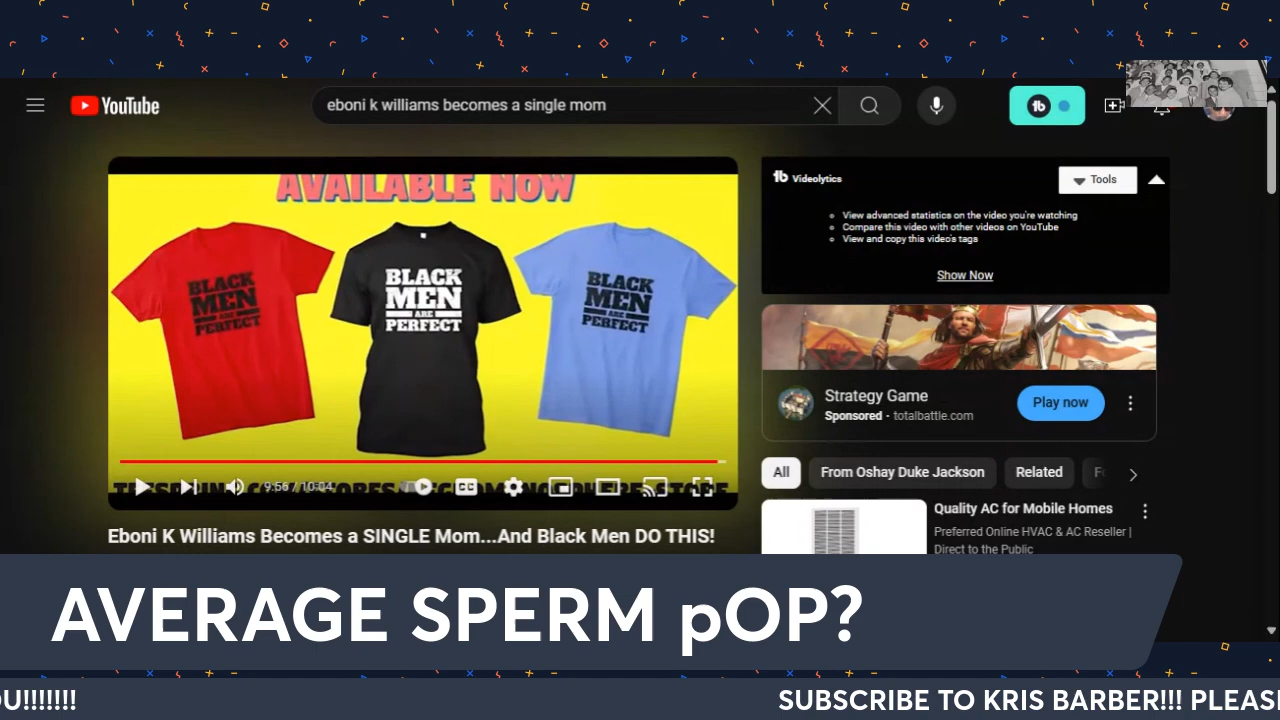 YouTube
eboni k williams becomes a single mom
AVAILABLE NOW
BLACK
MEN
ARE
PERFECT
BLACK
MEN
ARE
PERFECT
BLACK
MEN
ARE
PERFECT
9:56 / 10:04
CC
Eboni K Williams Becomes a SINGLE Mom...And Black Men DO THIS!
tb Videolytics
Tools
View advanced statistics on the video you're watching
Compare this video with other videos on YouTube
View and copy this video's tags
Show Now
Strategy Game
Sponsored · totalbattle.com
Play now
All
From Oshay Duke Jackson
Related
Quality AC for Mobile Homes
Preferred Online HVAC & AC Reseller |
Direct to the Public
AVERAGE SPERM pOP?
OU!!!!!!! SUBSCRIBE TO KRIS BARBER!!! PLEAS